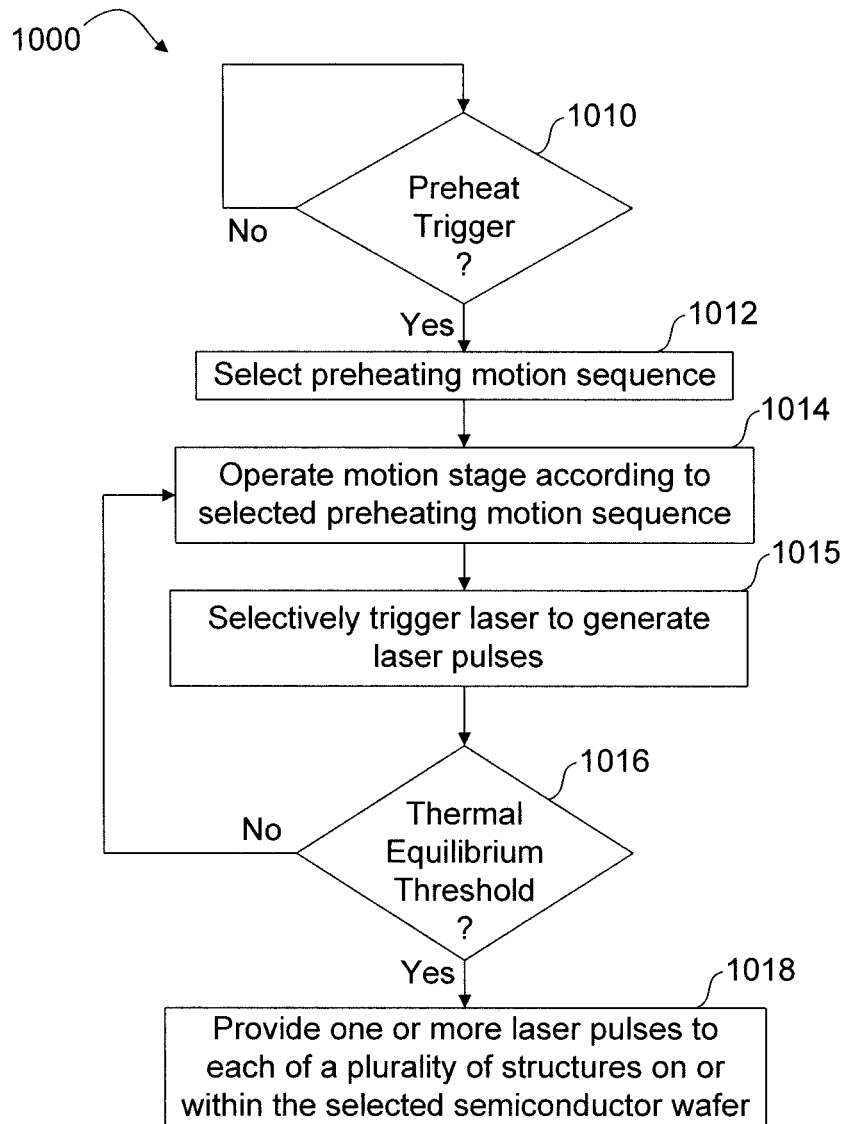 1000
1010
Preheat
Trigger
?
No
Yes
1012
Select preheating motion sequence
1014
Operate motion stage according to
selected preheating motion sequence
1015
Selectively trigger laser to generate
laser pulses
1016
Thermal
Equilibrium
Threshold
?
No
Yes
1018
Provide one or more laser pulses to
each of a plurality of structures on or
within the selected semiconductor wafer